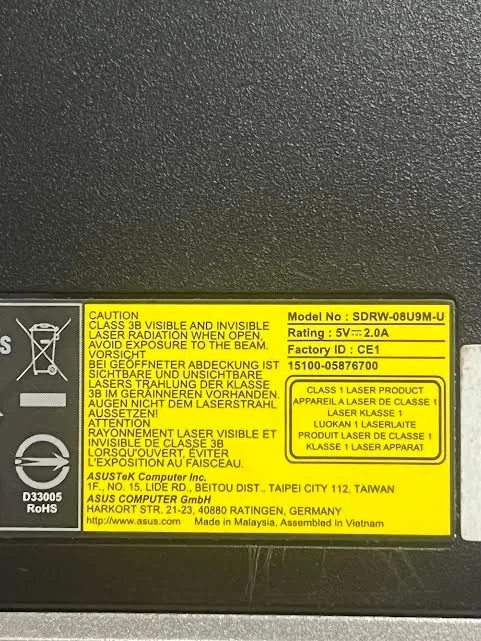 S
D33005
RoHS
CAUTION
CLASS 3B VISIBLE AND INVISIBLE
LASER RADIATION WHEN OPEN,
AVOID EXPOSURE TO THE BEAM.
VORSICHT
BEI GEÖFFNETER ABDECKUNG IST
SICHTBARE UND UNSICHTBARE
LASERS TRAHLUNG DER KLASSE
3B IM GERÄINNEREN VORHANDEN.
AUGEN NICHT DEM LASERSTRAHL
AUSSETZEN!
ATTENTION
RAYONNEMENT LASER VISIBLE ET
INVISIBLE DE CLASSE 3B
LORSQU'OUVERT, ÉVITER
L'EXPOSITION AU FAISCEAU.
Model No : SDRW-08U9M-U
Rating : 5V⎓2.0A
Factory ID : CE1
15100-05876700
CLASS 1 LASER PRODUCT
APPAREIL A LASER DE CLASSE 1
LASER KLASSE 1
LUOKAN 1 LASERLAITE
PRODUIT LASER DE CLASSE 1
KLASSE 1 LASER APPARAT
ASUSTeK Computer Inc.
1F., NO. 15, LIDE RD., BEITOU DIST., TAIPEI CITY 112, TAIWAN
ASUS COMPUTER GmbH
HARKORT STR. 21-23, 40880 RATINGEN, GERMANY
http://www.asus.com Made in Malaysia, Assembled in Vietnam